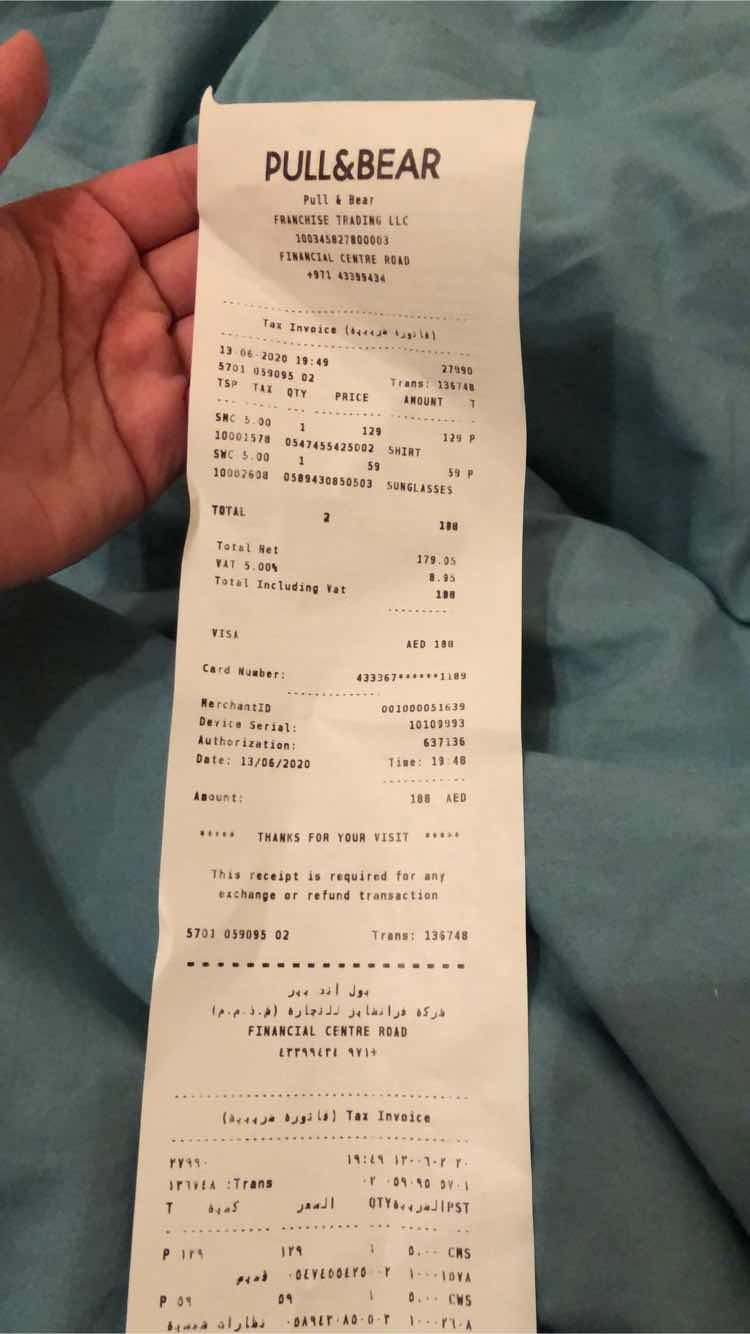 PULL&BEAR
Pull & Bear
FRANCHISE TRADING LLC
100345827800003
FINANCIAL CENTRE ROAD
+971 43399434
Tax Invoice (فاتورة ضريبية)
13-06-2020 19:49 27990
5701 059095 02 Trans: 136748
TSP TAX QTY PRICE AMOUNT T
SMC 5.00 1 129 129 P
10001578 0547455425002 SHIRT
SWC 5.00 1 59 59 P
10002608 0589430850503 SUNGLASSES
TOTAL 2 188
Total Net 179.05
VAT 5.00% 8.95
Total Including Vat 188
VISA AED 188
Card Number: 433367******1189
MerchantID 001000051639
Device Serial: 10109993
Authorization: 637136
Date: 13/06/2020 Time: 19:48
Amount: 188 AED
***** THANKS FOR YOUR VISIT *****
This receipt is required for any
exchange or refund transaction
5701 059095 02 Trans: 136748
بول اند بير
شركة فرانشايز للتجارة (ش.ذ.م.م)
FINANCIAL CENTRE ROAD
+٩٧١ ٤٣٣٩٩٤٣٤
(فاتورة ضريبية) Tax Invoice
٢٧٩٩٠ ١٩:٤٩ ١٣-٠٦-٢٠٢٠
١٣٦٧٤٨ :Trans ٠٢ ٠٥٩٠٩٥ ٥٧٠١
T كمية السعر QTY الضريبة PST
P ١٢٩ ١٢٩ ١ ٥.٠٠ CMS
قميص ٠٥٤٧٤٥٥٤٢٥٠٠٢ ١٠٠٠١٥٧٨
P ٥٩ ٥٩ ١ ٥.٠٠ CWS
نظارات شمسية ٠٥٨٩٤٣٠٨٥٠٥٠٣ ١٠٠٠٢٦٠٨